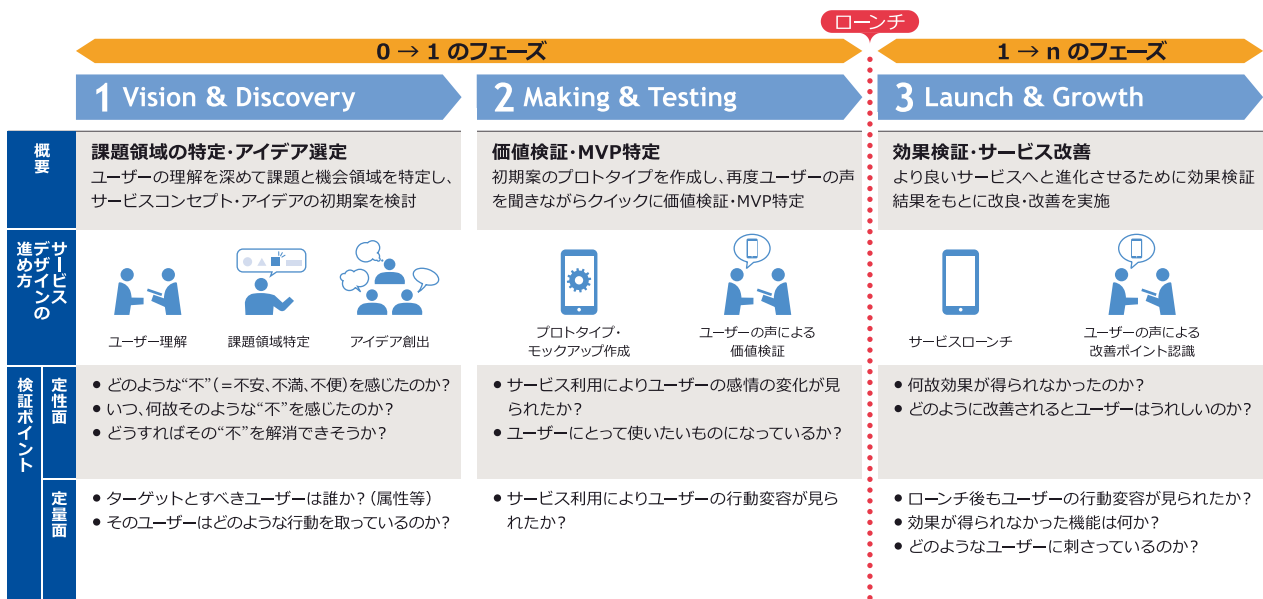 ローンチ
0 → 1 のフェーズ
1 → n のフェーズ
1 Vision & Discovery
2 Making & Testing
3 Launch & Growth
概要
課題領域の特定・アイデア選定
ユーザーの理解を深めて課題と機会領域を特定し、
サービスコンセプト・アイデアの初期案を検討
価値検証・MVP特定
初期案のプロトタイプを作成し、再度ユーザーの声
を聞きながらクイックに価値検証・MVP特定
効果検証・サービス改善
より良いサービスへと進化させるために効果検証
結果をもとに改良・改善を実施
サービス
デザインの
進め方
ユーザー理解
課題領域特定
アイデア創出
プロトタイプ・
モックアップ作成
ユーザーの声による
価値検証
サービスローンチ
ユーザーの声による
改善ポイント認識
検証ポイント
定性面
● どのような“不”(=不安、不満、不便)を感じたのか?
● いつ、何故そのような“不”を感じたのか?
● どうすればその“不”を解消できそうか?
● サービス利用によりユーザーの感情の変化が見
られたか?
● ユーザーにとって使いたいものになっているか?
● 何故効果が得られなかったのか?
● どのように改善されるとユーザーはうれしいのか?
定量面
● ターゲットとすべきユーザーは誰か?(属性等)
● そのユーザーはどのような行動を取っているのか?
● サービス利用によりユーザーの行動変容が見ら
れたか?
● ローンチ後もユーザーの行動変容が見られたか?
● 効果が得られなかった機能は何か?
● どのようなユーザーに刺さっているのか?